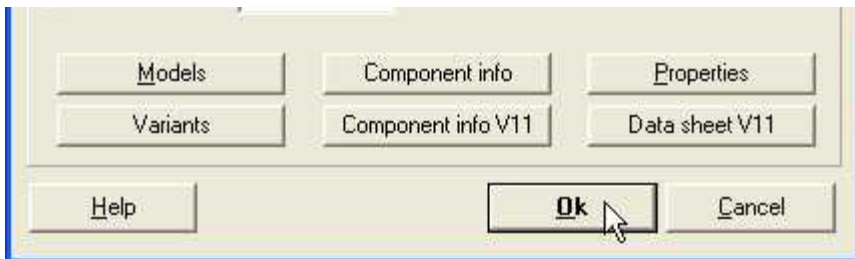 Models Component info Properties
Variants Component info V11 Data sheet V11
Help Ok Cancel